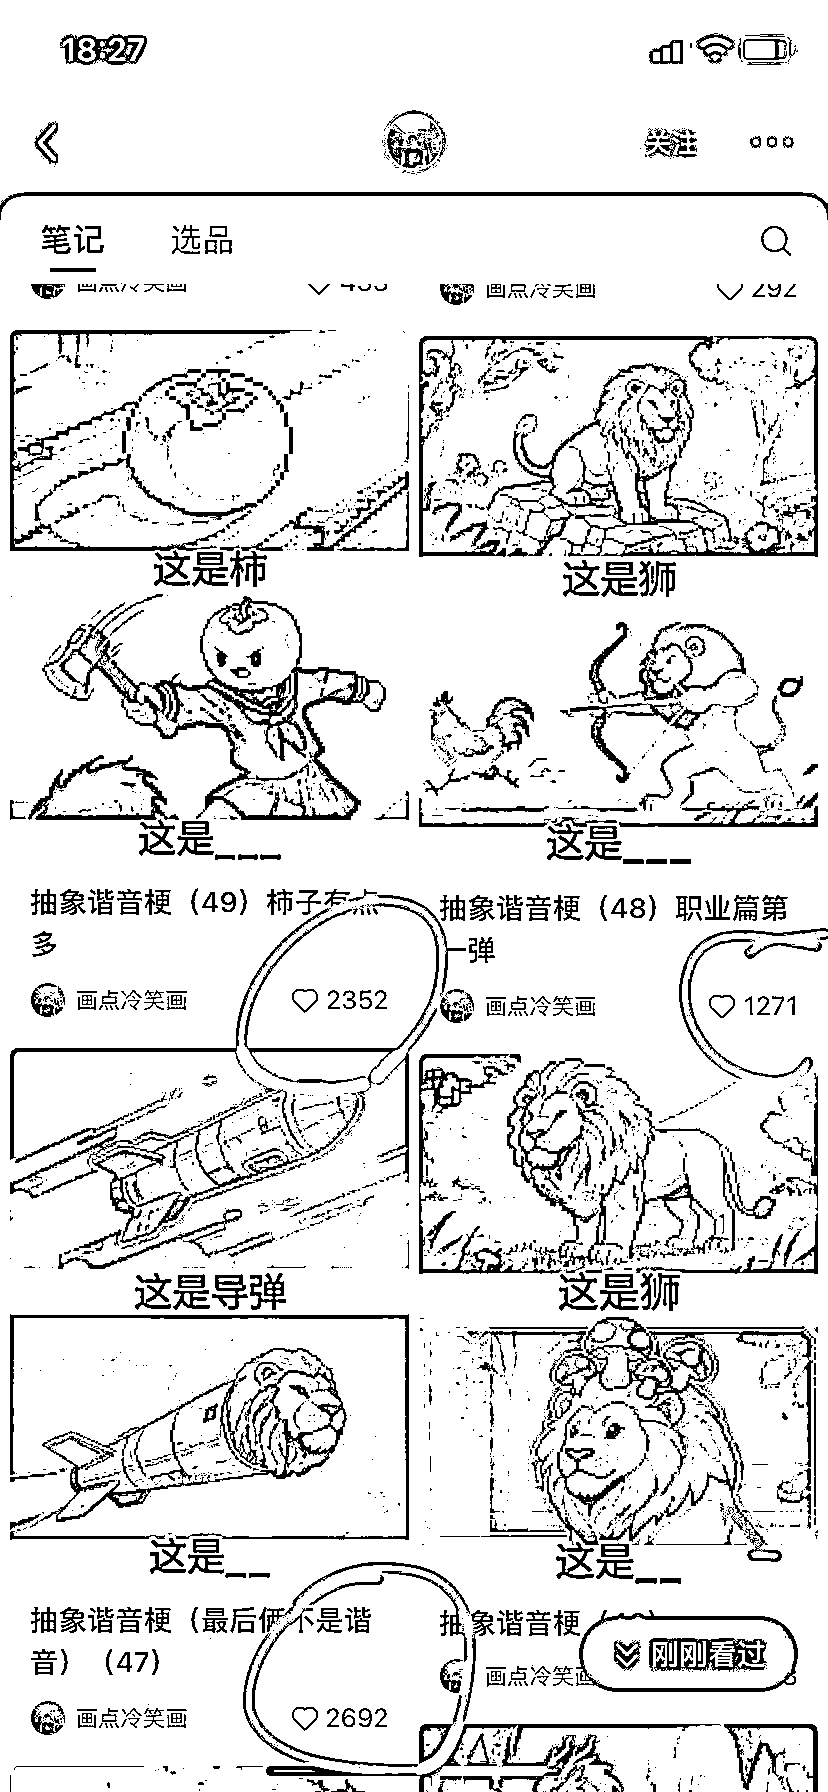 18:27
关注
笔记
选品
画点冷笑画
画点冷笑画
292
这是柿
这是狮
这是___
这是___
抽象谐音梗（49）柿子有点
多
画点冷笑画
2352
抽象谐音梗（48）职业篇第
一弹
画点冷笑画
1271
这是导弹
这是狮
这是__
这是__
抽象谐音梗（最后俩不是谐
音）（47）
画点冷笑画
2692
抽象谐音梗
画点冷笑
刚刚看过